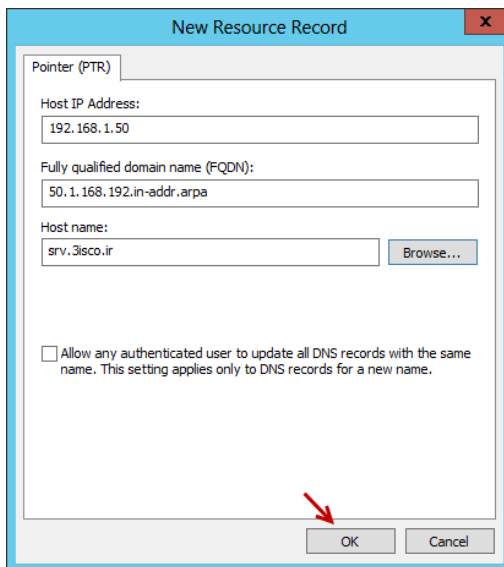 New Resource Record
x
Pointer (PTR)
Host IP Address:
192.168.1.50
Fully qualified domain name (FQDN):
50.1.168.192.in-addr.arpa
Host name:
srv.3isco.ir
Browse...
Allow any authenticated user to update all DNS records with the same
name. This setting applies only to DNS records for a new name.
OK
Cancel